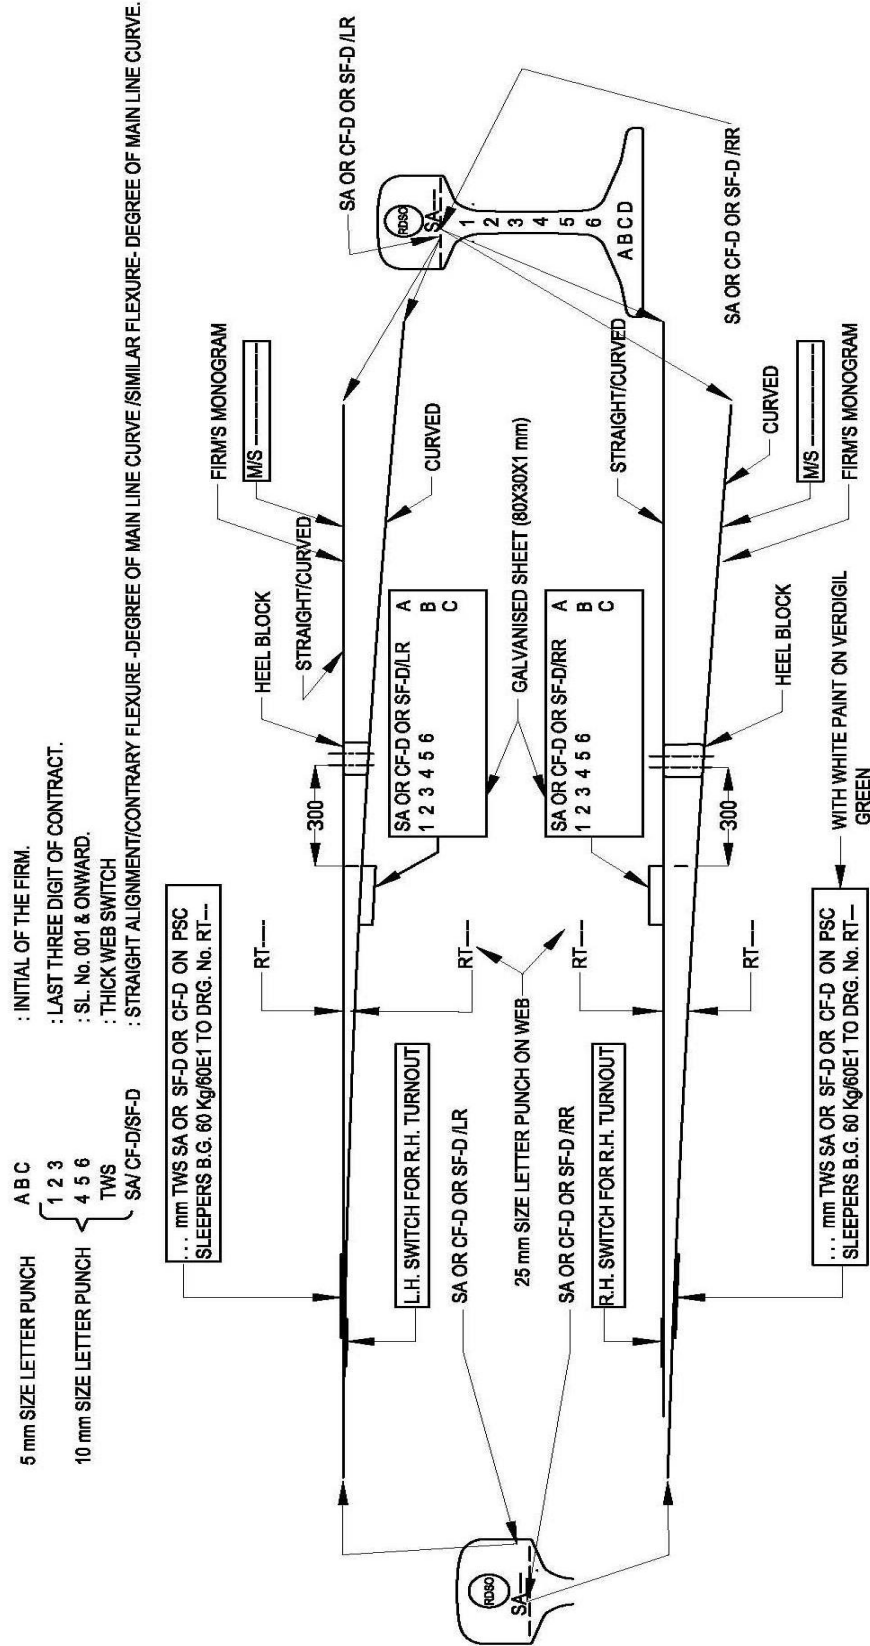 5 mm SIZE LETTER PUNCH
A B C
: INITIAL OF THE FIRM.
10 mm SIZE LETTER PUNCH
1 2 3
: LAST THREE DIGIT OF CONTRACT.
4 5 6
: SL. No. 001 & ONWARD.
TWS
: THICK WEB SWITCH
SA/ CF-D/SF-D
: STRAIGHT ALIGNMENT/CONTRARY FLEXURE -DEGREE OF MAIN LINE CURVE /SIMILAR FLEXURE- DEGREE OF MAIN LINE CURVE.
... mm TWS SA OR SF-D OR CF-D ON PSC
SLEEPERS B.G. 60 Kg/60E1 TO DRG. No. RT---
RT----
HEEL BLOCK
STRAIGHT/CURVED
FIRM'S MONOGRAM
M/S ---------------
SA OR CF-D OR SF-D /LR
300
CURVED
L.H. SWITCH FOR R.H. TURNOUT
RT----
SA OR CF-D OR SF-D/LR
1 2 3 4 5 6
A
B
C
RDSO
SA---
1
2
3
4
5
6
A B C D
SA OR CF-D OR SF-D /LR
RDSO
SA---
25 mm SIZE LETTER PUNCH ON WEB
GALVANISED SHEET (80X30X1 mm)
SA OR CF-D OR SF-D /RR
SA OR CF-D OR SF-D/RR
1 2 3 4 5 6
A
B
C
RT----
STRAIGHT/CURVED
SA OR CF-D OR SF-D /RR
R.H. SWITCH FOR R.H. TURNOUT
300
RT----
HEEL BLOCK
CURVED
M/S ---------------
FIRM'S MONOGRAM
... mm TWS SA OR SF-D OR CF-D ON PSC
SLEEPERS B.G. 60 Kg/60E1 TO DRG. No. RT---
WITH WHITE PAINT ON VERDIGIL
GREEN